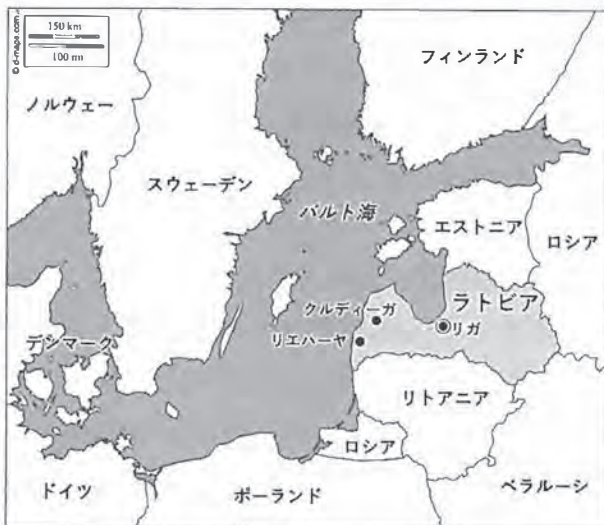 150 km
100 mi
© d-maps.com
フィンランド
ノルウェー
スウェーデン
バルト海
エストニア
ロシア
ラトビア
クルディーガ
リガ
リエパーヤ
デンマーク
リトアニア
ロシア
ベラルーシ
ドイツ
ポーランド